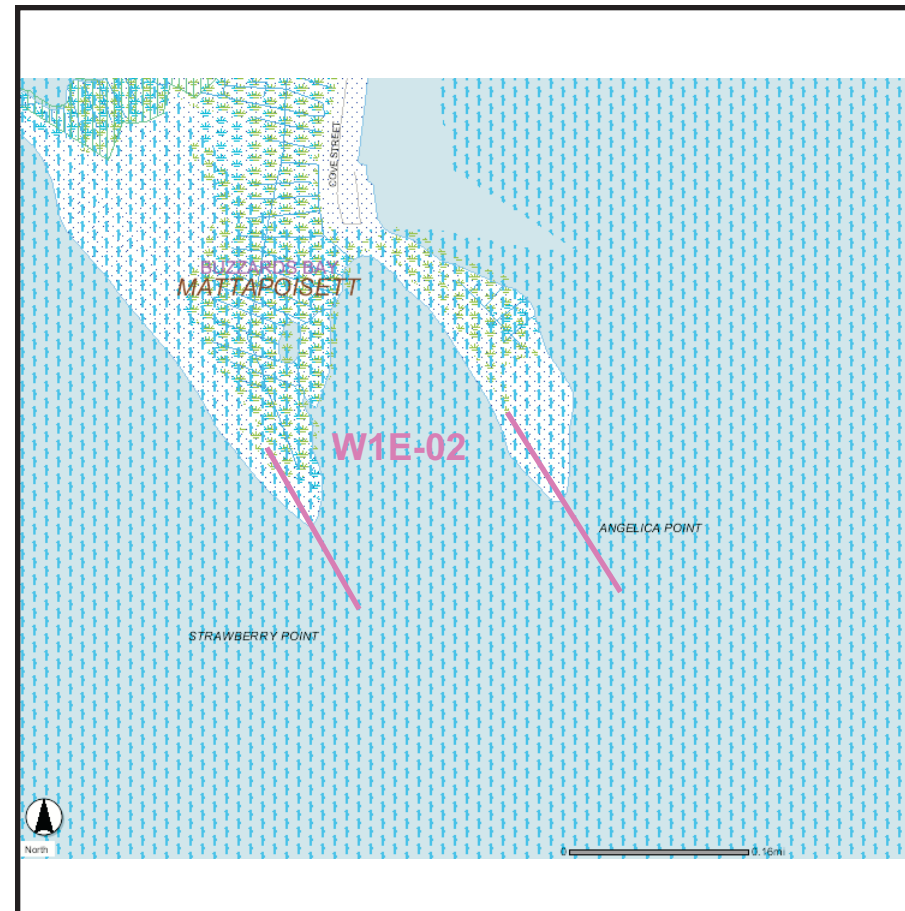 COVE STREET
BUZZARDS BAY
MATTAPOISETT
W1E-02
ANGELICA POINT
STRAWBERRY POINT
North
0 0.16mi